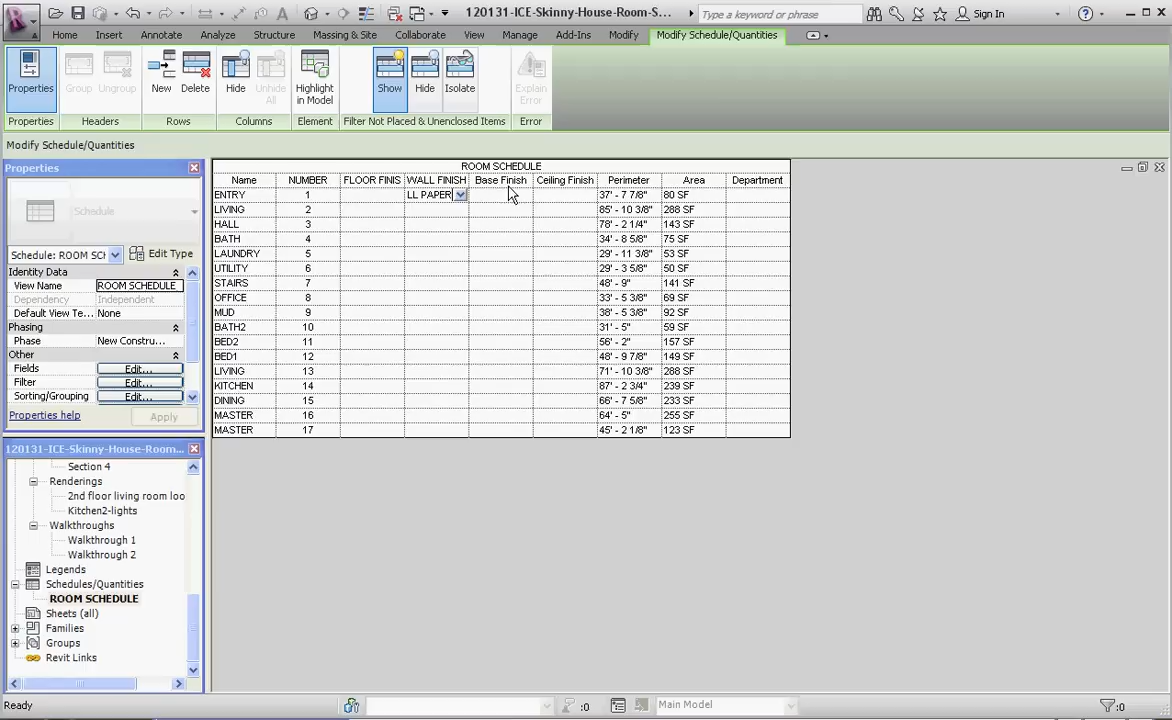 120131-ICE-Skinny-House-Room-S...
Type a keyword or phrase
Sign In
Home Insert Annotate Analyze Structure Massing & Site Collaborate View Manage Add-Ins Modify Modify Schedule/Quantities
Properties Group Ungroup New Delete Hide Unhide All Highlight in Model Show Hide Isolate Explain Error
Properties Headers Rows Columns Element Filter Not Placed & Unenclosed Items Error
Modify Schedule/Quantities
Properties
Schedule
Schedule: ROOM SCH
Edit Type
Identity Data
View Name ROOM SCHEDULE
Dependency Independent
Default View Te... None
Phasing
Phase New Constru...
Other
Fields Edit...
Filter Edit...
Sorting/Grouping Edit...
Properties help Apply
120131-ICE-Skinny-House-Room...
Section 4
Renderings
2nd floor living room loo
Kitchen2-lights
Walkthroughs
Walkthrough 1
Walkthrough 2
Legends
Schedules/Quantities
ROOM SCHEDULE
Sheets (all)
Families
Groups
Revit Links
ROOM SCHEDULE
Name NUMBER FLOOR FINIS WALL FINISH Base Finish Ceiling Finish Perimeter Area Department
ENTRY 1 LL PAPER 37' - 7 7/8" 80 SF
LIVING 2 85' - 10 3/8" 288 SF
HALL 3 78' - 2 1/4" 143 SF
BATH 4 34' - 8 5/8" 75 SF
LAUNDRY 5 29' - 11 3/8" 53 SF
UTILITY 6 29' - 3 5/8" 50 SF
STAIRS 7 48' - 9" 141 SF
OFFICE 8 33' - 5 3/8" 69 SF
MUD 9 38' - 5 3/8" 92 SF
BATH2 10 31' - 5" 59 SF
BED2 11 56' - 2" 157 SF
BED1 12 48' - 9 7/8" 149 SF
LIVING 13 71' - 10 3/8" 288 SF
KITCHEN 14 87' - 2 3/4" 239 SF
DINING 15 66' - 7 5/8" 233 SF
MASTER 16 64' - 5" 255 SF
MASTER 17 45' - 2 1/8" 123 SF
Ready
:0
Main Model
:0